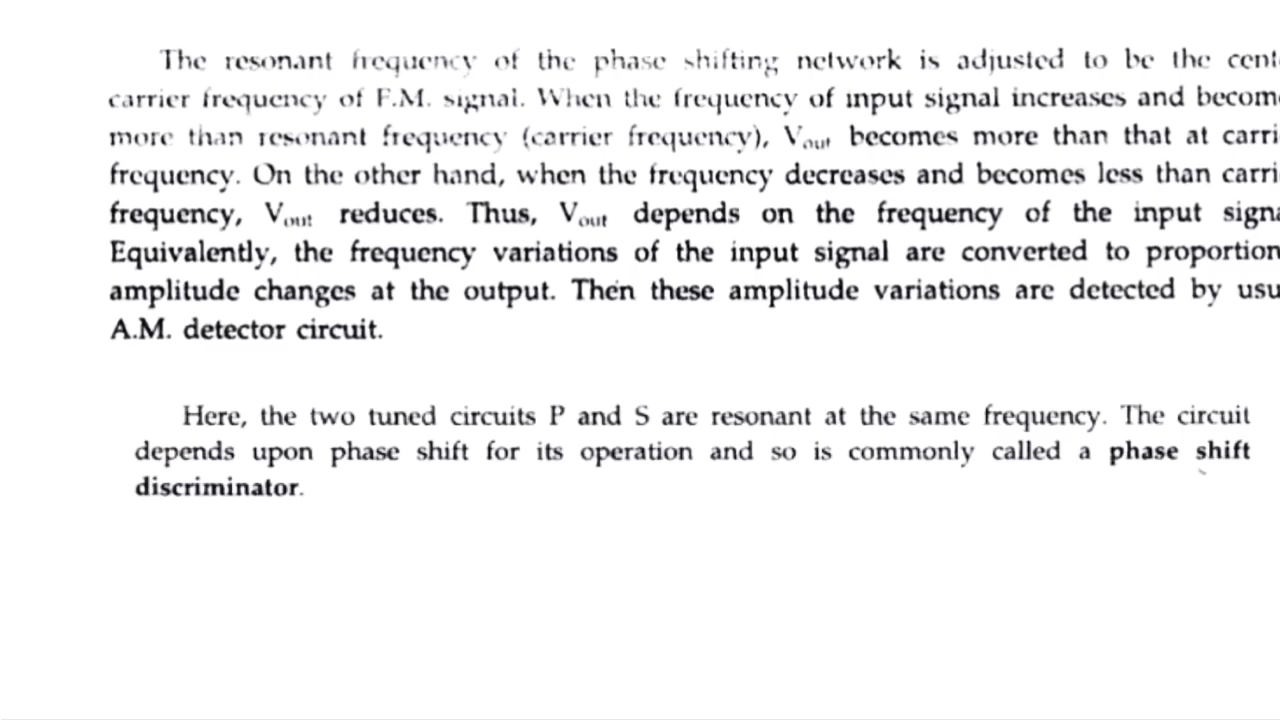 The resonant frequency of the phase shifting network is adjusted to be the cent
carrier frequency of F.M. signal. When the frequency of input signal increases and becom
more than resonant frequency (carrier frequency), Vout becomes more than that at carri
frequency. On the other hand, when the frequency decreases and becomes less than carri
frequency, Vout reduces. Thus, Vout depends on the frequency of the input signa
Equivalently, the frequency variations of the input signal are converted to proportion
amplitude changes at the output. Then these amplitude variations are detected by usu
A.M. detector circuit.
Here, the two tuned circuits P and S are resonant at the same frequency. The circuit
depends upon phase shift for its operation and so is commonly called a phase shift
discriminator.